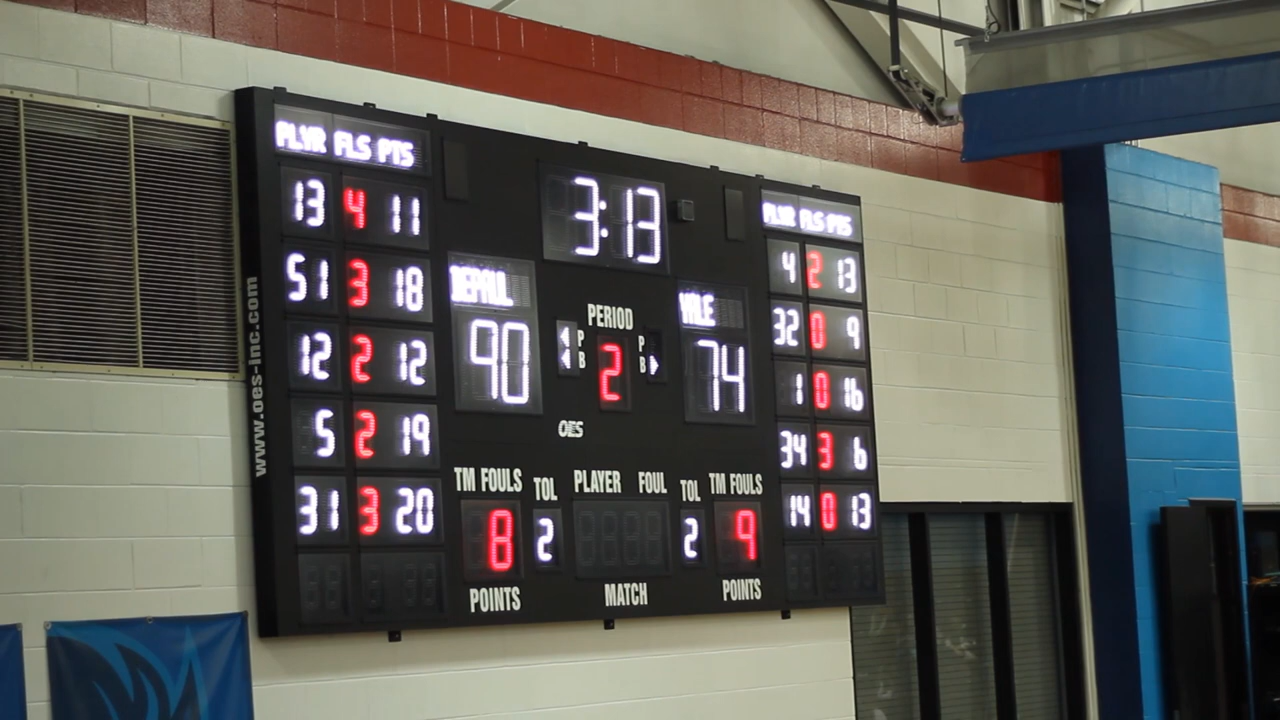 PLYR FLS PTS
13 4 11
51 3 18
12 2 12
5 2 19
31 3 20
www.oes-inc.com
3:13
DEPAUL
90
PERIOD
P
B
2
P
B
YALE
74
OES
TM FOULS
8
TOL
2
PLAYER FOUL
TOL
2
TM FOULS
9
POINTS
MATCH
POINTS
PLYR FLS PTS
4 2 13
32 0 9
1 0 16
34 3 6
14 0 13